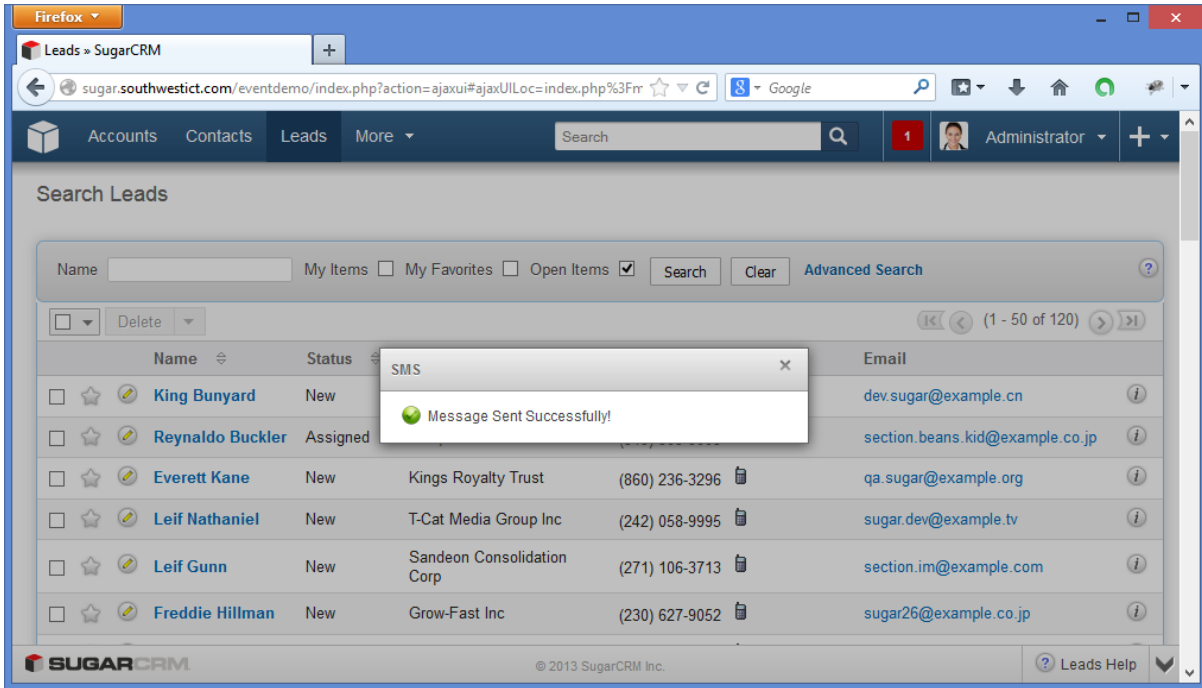 Firefox
Leads » SugarCRM
sugar.southwestict.com/eventdemo/index.php?action=ajaxui#ajaxUILoc=index.php%3Fm
8 Google
Accounts Contacts Leads More Search 1 Administrator
Search Leads
Name My Items My Favorites Open Items Search Clear Advanced Search ?
Delete (1 - 50 of 120)
Name Status Email
SMS
Message Sent Successfully!
King Bunyard New dev.sugar@example.cn
Reynaldo Buckler Assigned section.beans.kid@example.co.jp
Everett Kane New Kings Royalty Trust (860) 236-3296 qa.sugar@example.org
Leif Nathaniel New T-Cat Media Group Inc (242) 058-9995 sugar.dev@example.tv
Leif Gunn New Sandeon Consolidation Corp (271) 106-3713 section.im@example.com
Freddie Hillman New Grow-Fast Inc (230) 627-9052 sugar26@example.co.jp
SUGARCRM © 2013 SugarCRM Inc. ? Leads Help